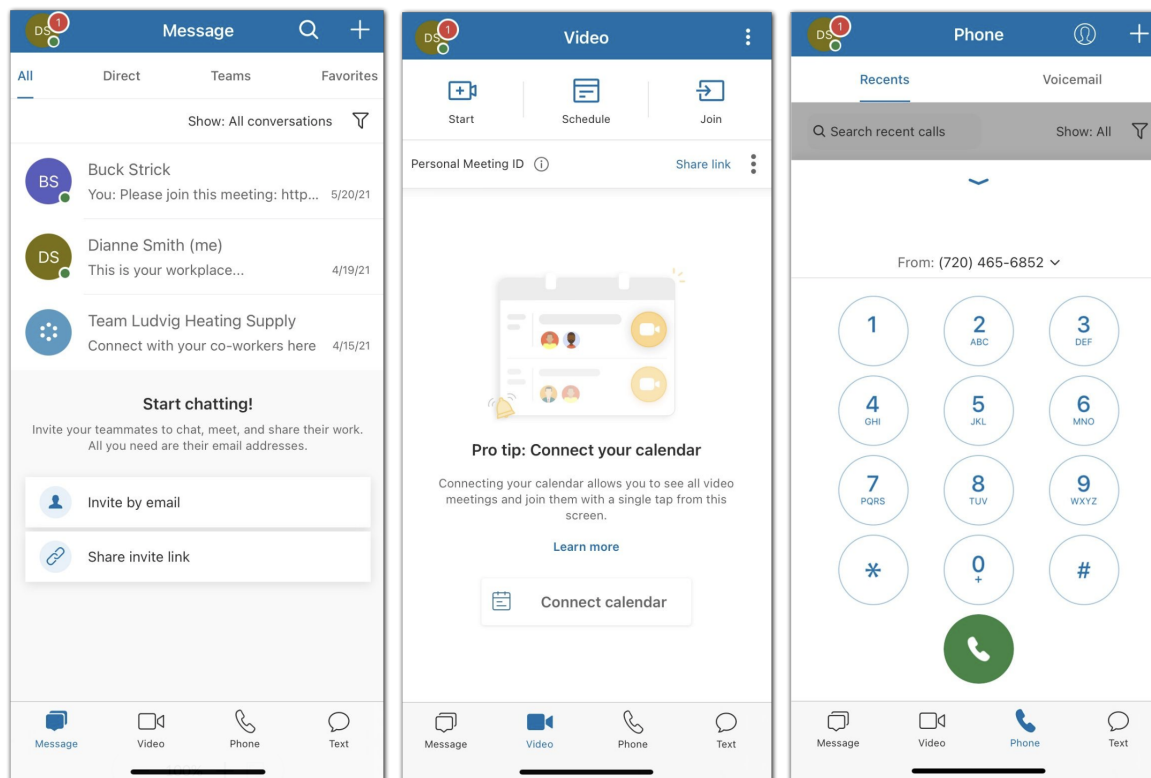 DS 1 Message
All Direct Teams Favorites
Show: All conversations
BS Buck Strick
You: Please join this meeting: http... 5/20/21
DS Dianne Smith (me)
This is your workplace... 4/19/21
Team Ludvig Heating Supply
Connect with your co-workers here 4/15/21
Start chatting!
Invite your teammates to chat, meet, and share their work.
All you need are their email addresses.
Invite by email
Share invite link
Message Video Phone Text
DS 1 Video
Start Schedule Join
Personal Meeting ID Share link
Pro tip: Connect your calendar
Connecting your calendar allows you to see all video
meetings and join them with a single tap from this
screen.
Learn more
Connect calendar
Message Video Phone Text
DS 1 Phone
Recents Voicemail
Search recent calls Show: All
From: (720) 465-6852
1 2 3
ABC DEF
4 5 6
GHI JKL MNO
7 8 9
PQRS TUV WXYZ
* 0 #
+
Message Video Phone Text